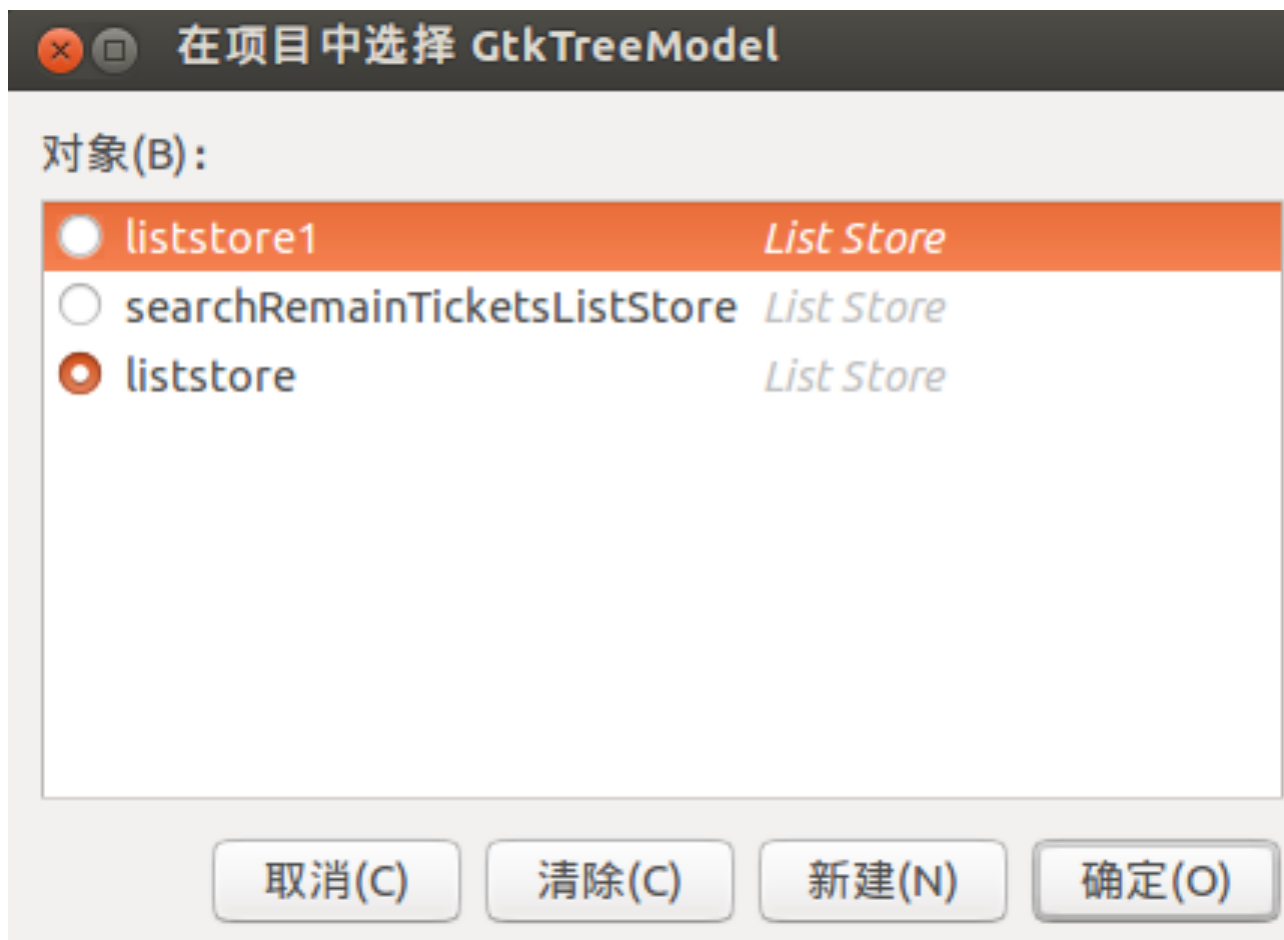 在项目中选择 GtkTreeModel
对象(B):
liststore1 List Store
searchRemainTicketsListStore List Store
liststore List Store
取消(C) 清除(C) 新建(N) 确定(O)